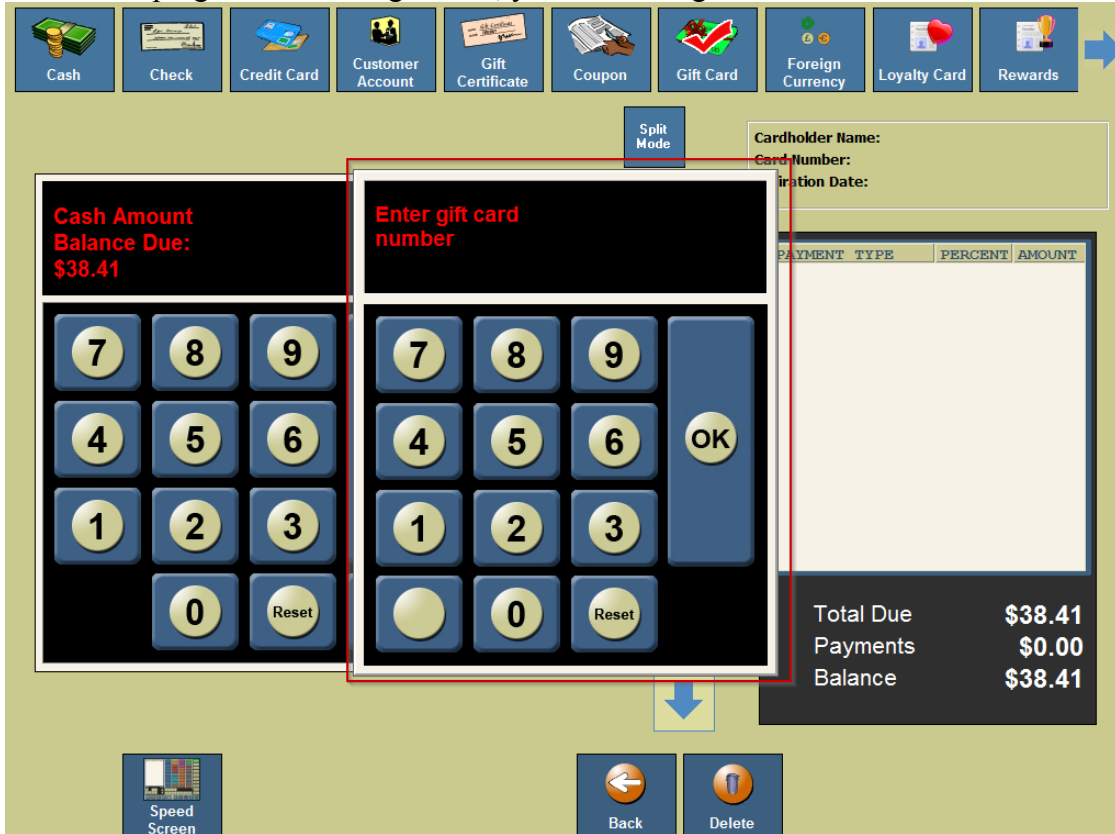 Cash
Check
Credit Card
Customer
Account
Gift
Certificate
Coupon
Gift Card
Foreign
Currency
Loyalty Card
Rewards
Split
Mode
Cardholder Name:
Card Number:
iration Date:
Cash Amount
Balance Due:
$38.41
7 8 9
4 5 6
1 2 3
0 Reset
Enter gift card
number
7 8 9
4 5 6 OK
1 2 3
0 Reset
PAYMENT TYPE PERCENT AMOUNT
Total Due $38.41
Payments $0.00
Balance $38.41
Speed
Screen
Back
Delete